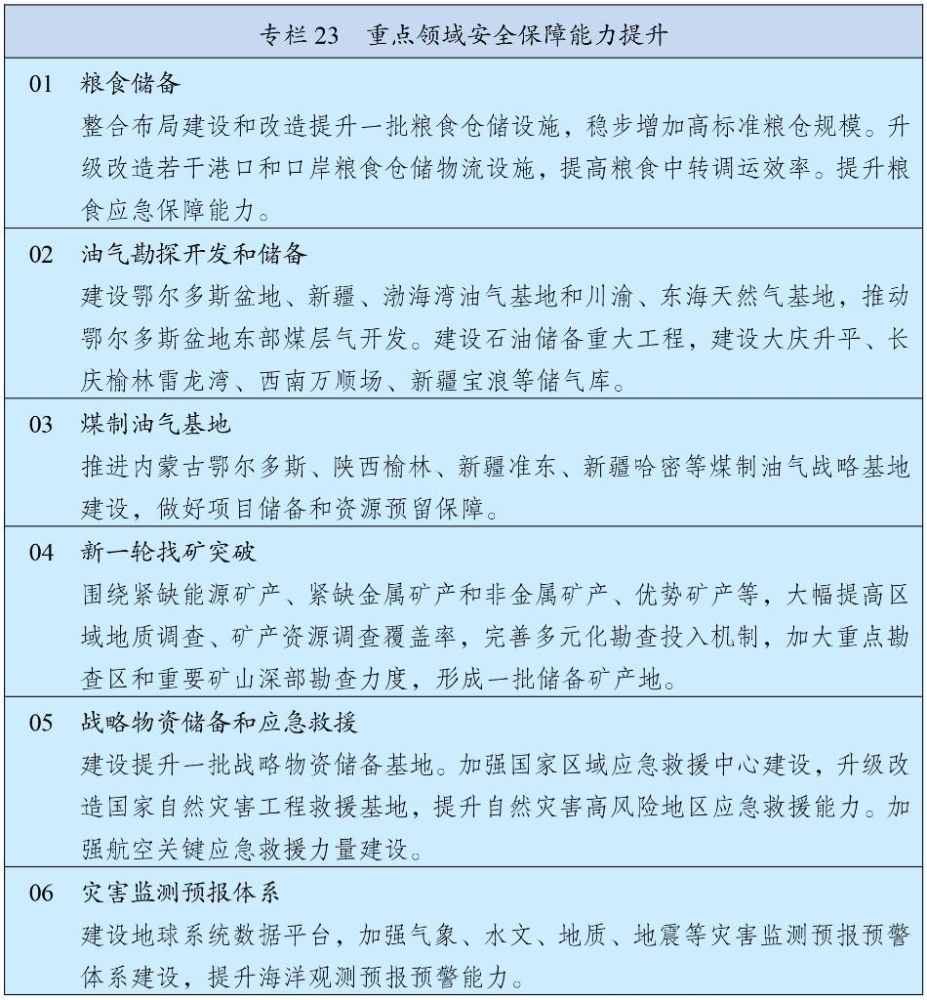 专栏 23　重点领域安全保障能力提升
01　粮食储备
整合布局建设和改造提升一批粮食仓储设施，稳步增加高标准粮仓规模。升
级改造若干港口和口岸粮食仓储物流设施，提高粮食中转调运效率。提升粮
食应急保障能力。
02　油气勘探开发和储备
建设鄂尔多斯盆地、新疆、渤海湾油气基地和川渝、东海天然气基地，推动
鄂尔多斯盆地东部煤层气开发。建设石油储备重大工程，建设大庆升平、长
庆榆林雷龙湾、西南万顺场、新疆宝浪等储气库。
03　煤制油气基地
推进内蒙古鄂尔多斯、陕西榆林、新疆准东、新疆哈密等煤制油气战略基地
建设，做好项目储备和资源预留保障。
04　新一轮找矿突破
围绕紧缺能源矿产、紧缺金属矿产和非金属矿产、优势矿产等，大幅提高区
域地质调查、矿产资源调查覆盖率，完善多元化勘查投入机制，加大重点勘
查区和重要矿山深部勘查力度，形成一批储备矿产地。
05　战略物资储备和应急救援
建设提升一批战略物资储备基地。加强国家区域应急救援中心建设，升级改
造国家自然灾害工程救援基地，提升自然灾害高风险地区应急救援能力。加
强航空关键应急救援力量建设。
06　灾害监测预报体系
建设地球系统数据平台，加强气象、水文、地质、地震等灾害监测预报预警
体系建设，提升海洋观测预报预警能力。